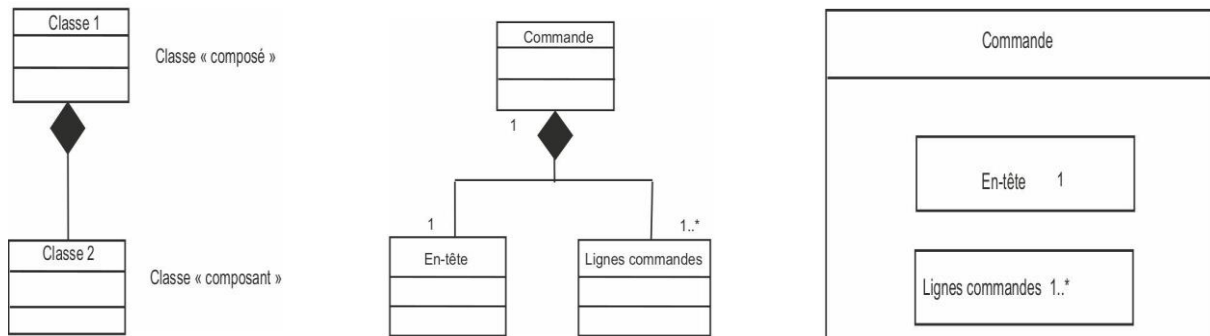 Classe 1
Classe « composé »
Classe 2
Classe « composant »
Commande
1
1
1..*
En-tête
Lignes commandes
Commande
En-tête 1
Lignes commandes 1..*